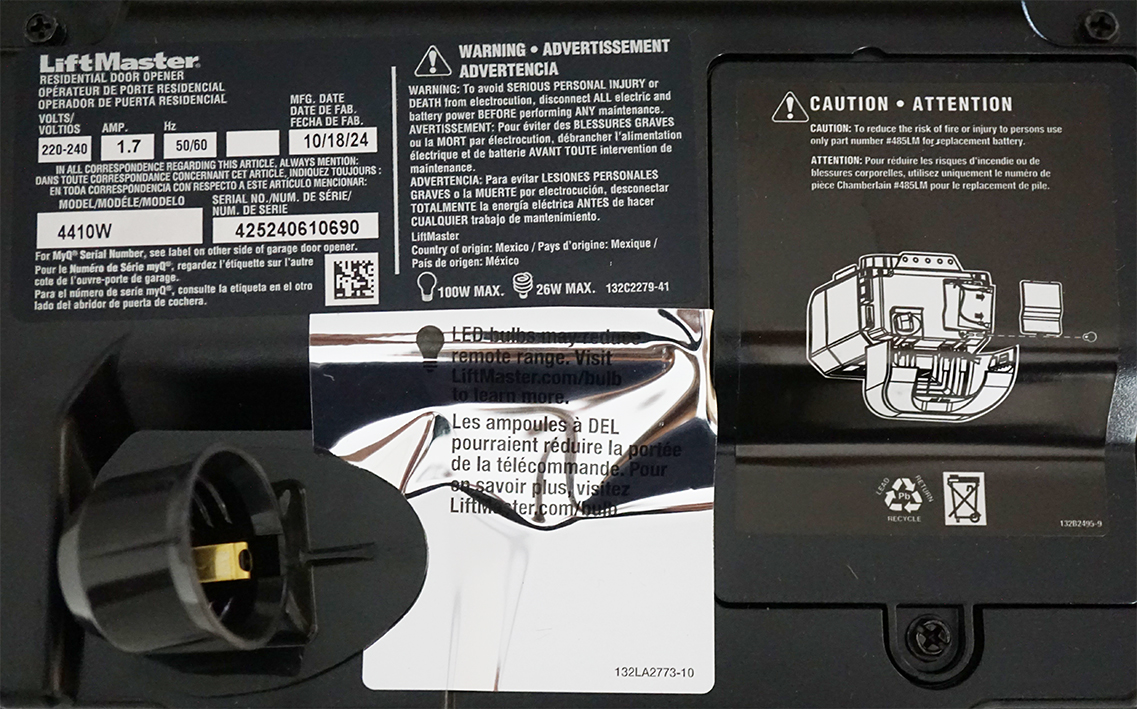 LiftMaster®
RESIDENTIAL DOOR OPENER
OPÉRATEUR DE PORTE RESIDENCIAL
OPERADOR DE PUERTA RESIDENCIAL
VOLTS/
VOLTIOS
AMP.
Hz
MFG. DATE
DATE DE FAB.
FECHA DE FAB.
220-240
1.7
50/60
10/18/24
IN ALL CORRESPONDENCE REGARDING THIS ARTICLE, ALWAYS MENTION:
DANS TOUTE CORRESPONDANCE CONCERNANT CET ARTICLE, INDIQUEZ TOUJOURS :
EN TODA CORRESPONDENCIA CON RESPECTO A ESTE ARTÍCULO MENCIONAR:
MODEL/MODÉLE/MODELO
SERIAL NO./NUM. DE SÉRIE/
NUM. DE SERIE
4410W
425240610690
For MyQ® Serial Number, see label on other side of garage door opener.
Pour le Numéro de Série myQ®, regardez l'étiquette sur l'autre
cote de l'ouvre-porte de garage.
Para el número de serie myQ®, consulte la etiqueta en el otro
lado del abridor de puerta de cochera.
WARNING • ADVERTISSEMENT
ADVERTENCIA
WARNING: To avoid SERIOUS PERSONAL INJURY or
DEATH from electrocution, disconnect ALL electric and
battery power BEFORE performing ANY maintenance.
AVERTISSEMENT: Pour éviter des BLESSURES GRAVES
ou la MORT par électrocution, débrancher l'alimentation
électrique et de batterie AVANT TOUTE intervention de
maintenance.
ADVERTENCIA: Para evitar LESIONES PERSONALES
GRAVES o la MUERTE por electrocución, desconectar
TOTALMENTE la energía eléctrica ANTES de hacer
CUALQUIER trabajo de mantenimiento.
LiftMaster
Country of origin: Mexico / Pays d'origine: Mexique /
País de origen: México
100W MAX.
26W MAX.
132C2279-41
LED bulbs may reduce
remote range. Visit
LiftMaster.com/bulb
to learn more.
Les ampoules à DEL
pourraient réduire la portée
de la télécommande. Pour
en savoir plus, visitez
LiftMaster.com/bulb
132LA2773-10
CAUTION • ATTENTION
CAUTION: To reduce the risk of fire or injury to persons use
only part number #485LM for replacement battery.
ATTENTION: Pour réduire les risques d'incendie ou de
blessures corporelles, utilisez uniquement le numéro de
pièce Chamberlain #485LM pour le replacement de pile.
LEAD
RETURN
Pb
RECYCLE
132B2495-9